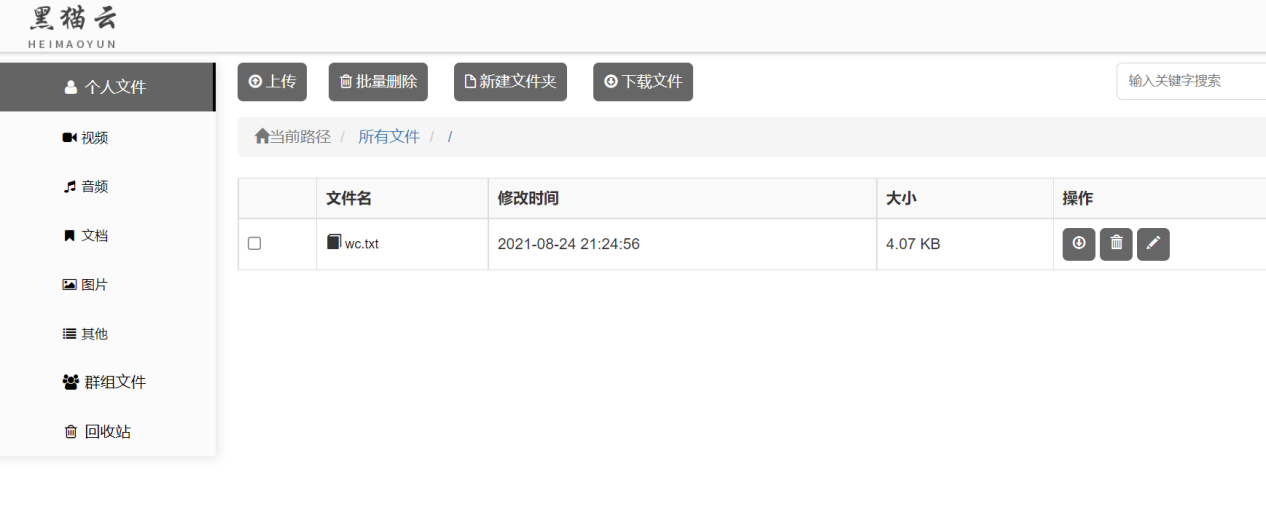 黑猫云
HEIMAOYUN
个人文件
视频
音频
文档
图片
其他
群组文件
回收站
上传 批量删除 新建文件夹 下载文件 输入关键字搜索
当前路径 / 所有文件 / /
文件名 修改时间 大小 操作
wc.txt 2021-08-24 21:24:56 4.07 KB